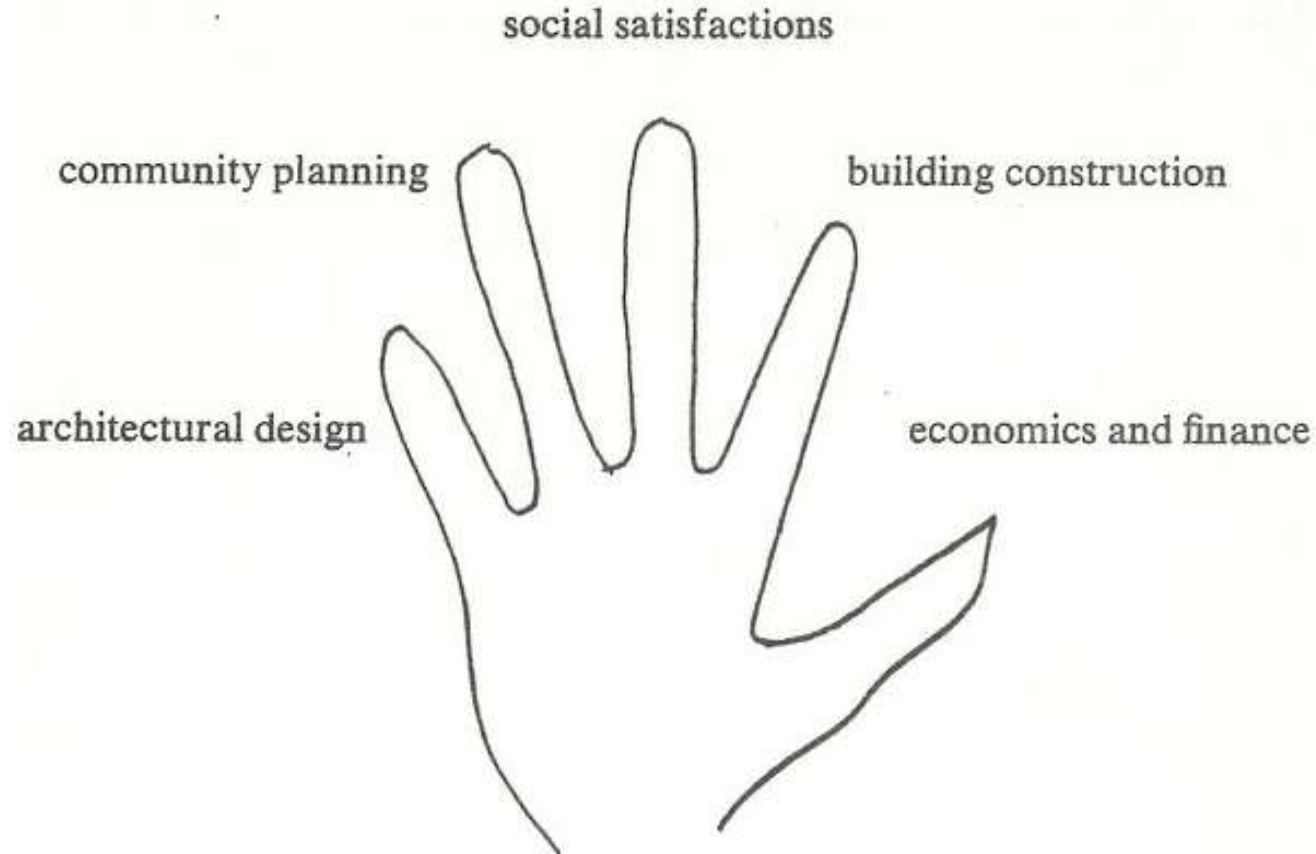 social satisfactions
community planning
building construction
architectural design
economics and finance